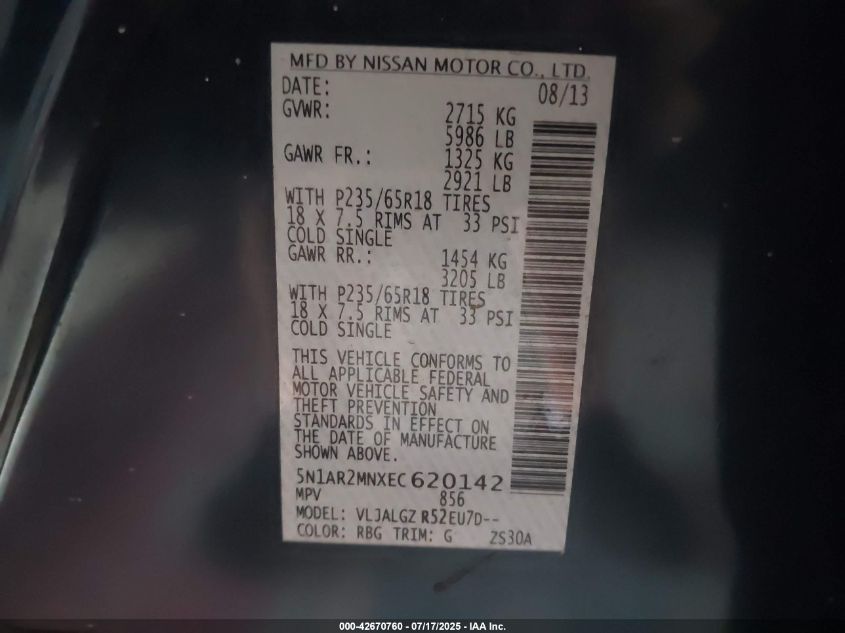 MFD BY NISSAN MOTOR CO., LTD.
DATE: 08/13
GVWR: 2715 KG
5986 LB
GAWR FR.: 1325 KG
2921 LB
WITH P235/65R18 TIRES
18 X 7.5 RIMS AT 33 PSI
COLD SINGLE
GAWR RR.: 1454 KG
3205 LB
WITH P235/65R18 TIRES
18 X 7.5 RIMS AT 33 PSI
COLD SINGLE
THIS VEHICLE CONFORMS TO
ALL APPLICABLE FEDERAL
MOTOR VEHICLE SAFETY AND
THEFT PREVENTION
STANDARDS IN EFFECT ON
THE DATE OF MANUFACTURE
SHOWN ABOVE.
5N1AR2MNXEC620142
MPV 856
MODEL: VLJALGZ R52EU7D--
COLOR: RBG TRIM: G ZS30A
000-42670760 - 07/17/2025 - IAA Inc.